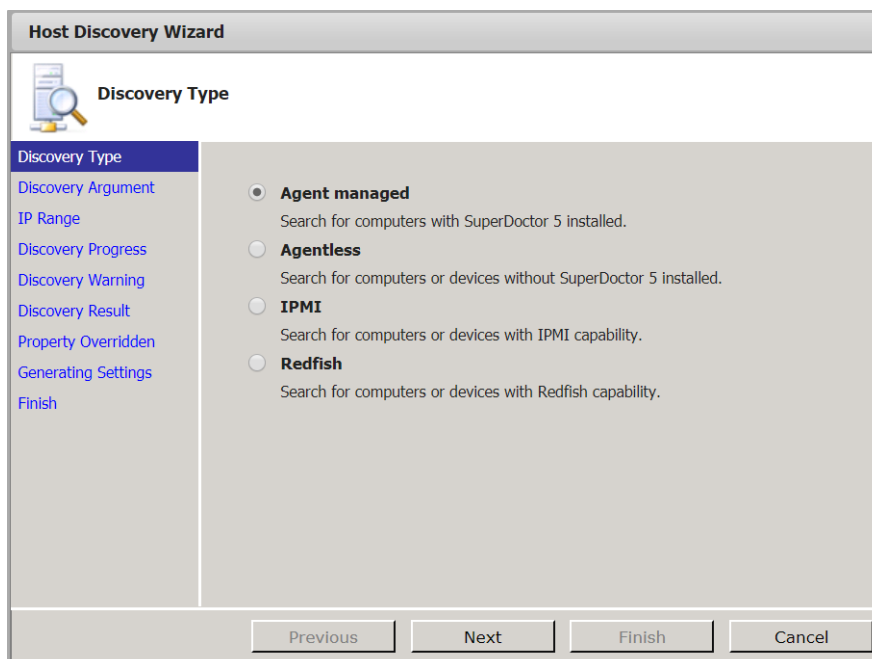 Host Discovery Wizard
Discovery Type
Discovery Type
Discovery Argument
IP Range
Discovery Progress
Discovery Warning
Discovery Result
Property Overridden
Generating Settings
Finish
Agent managed
Search for computers with SuperDoctor 5 installed.
Agentless
Search for computers or devices without SuperDoctor 5 installed.
IPMI
Search for computers or devices with IPMI capability.
Redfish
Search for computers or devices with Redfish capability.
Previous
Next
Finish
Cancel